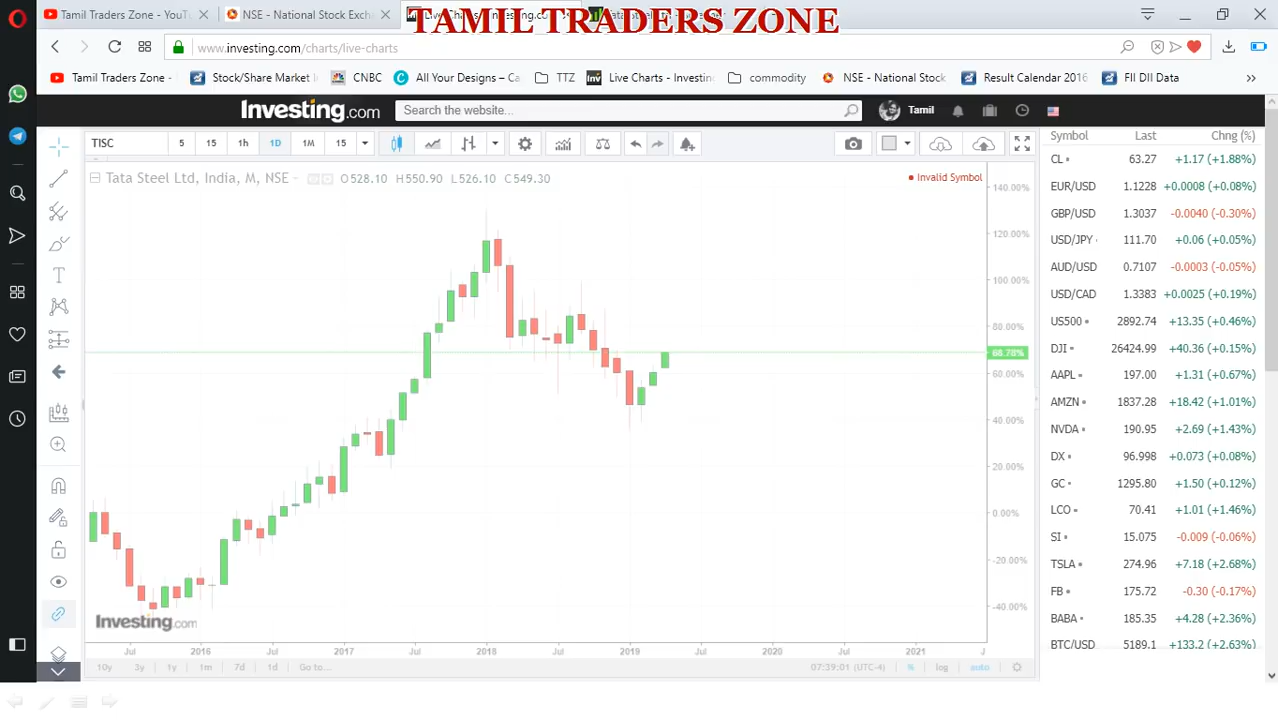 Tamil Traders Zone - YouT
NSE - National Stock Exch
Live Charts - Investing.co
TAMIL TRADERS ZONE
www.investing.com/charts/live-charts
Tamil Traders Zone -
Stock/Share Market
CNBC
All Your Designes – Ca
TTZ
Live Charts - Investin
commodity
NSE - National Stock
Result Calendar 2016
FII DII Data
Investing.com
Search the website...
Tamil
TISC
5
15
1h
1D
1M
15
Symbol Last Chng (%)
Tata Steel Ltd, India, M, NSE
O528.10 H550.90 L526.10 C549.30
Invalid Symbol
CL 63.27 +1.17 (+1.88%)
EUR/USD 1.1228 +0.0008 (+0.08%)
GBP/USD 1.3037 -0.0040 (-0.30%)
USD/JPY 111.70 +0.06 (+0.05%)
AUD/USD 0.7107 -0.0003 (-0.05%)
USD/CAD 1.3383 +0.0025 (+0.19%)
US500 2892.74 +13.35 (+0.46%)
DJI 26424.99 +40.36 (+0.15%)
AAPL 197.00 +1.31 (+0.67%)
AMZN 1837.28 +18.42 (+1.01%)
NVDA 190.95 +2.69 (+1.43%)
DX 96.998 +0.073 (+0.08%)
GC 1295.80 +1.50 (+0.12%)
LCO 70.41 +1.01 (+1.46%)
SI 15.075 -0.009 (-0.06%)
TSLA 274.96 +7.18 (+2.68%)
FB 175.72 -0.30 (-0.17%)
BABA 185.35 +4.28 (+2.36%)
BTC/USD 5189.1 +133.2 (+2.63%)
140.00%
120.00%
100.00%
80.00%
68.78%
60.00%
40.00%
20.00%
0.00%
-20.00%
-40.00%
Investing.com
Jul 2016 Jul 2017 Jul 2018 Jul 2019 Jul 2020 Jul 2021 J
10y 3y 1y 1m 7d 1d Go to...
07:39:01 (UTC-4) % log auto